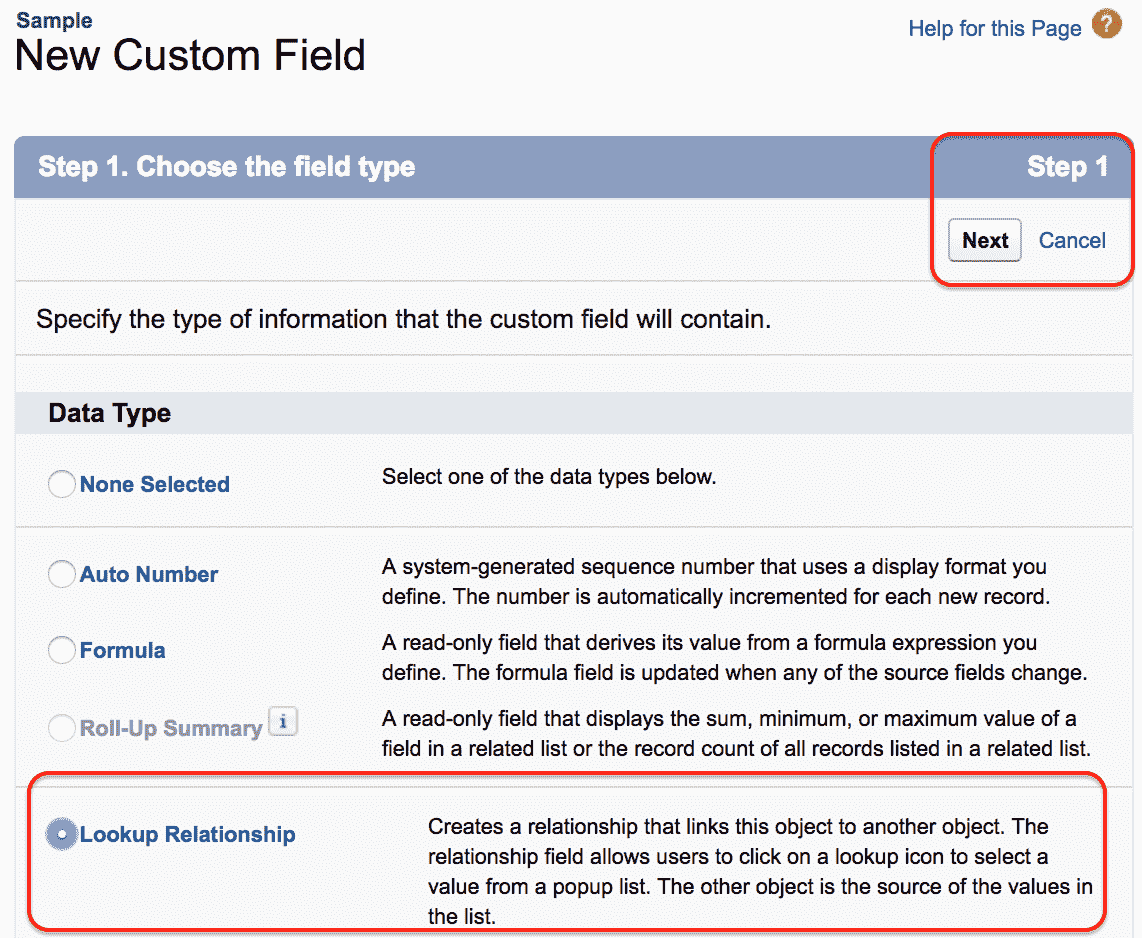 Sample
New Custom Field
Help for this Page ?
Step 1. Choose the field type
Step 1
Next Cancel
Specify the type of information that the custom field will contain.
Data Type
None Selected
Select one of the data types below.
Auto Number
A system-generated sequence number that uses a display format you
define. The number is automatically incremented for each new record.
Formula
A read-only field that derives its value from a formula expression you
define. The formula field is updated when any of the source fields change.
Roll-Up Summary i
A read-only field that displays the sum, minimum, or maximum value of a
field in a related list or the record count of all records listed in a related list.
Lookup Relationship
Creates a relationship that links this object to another object. The
relationship field allows users to click on a lookup icon to select a
value from a popup list. The other object is the source of the values in
the list.